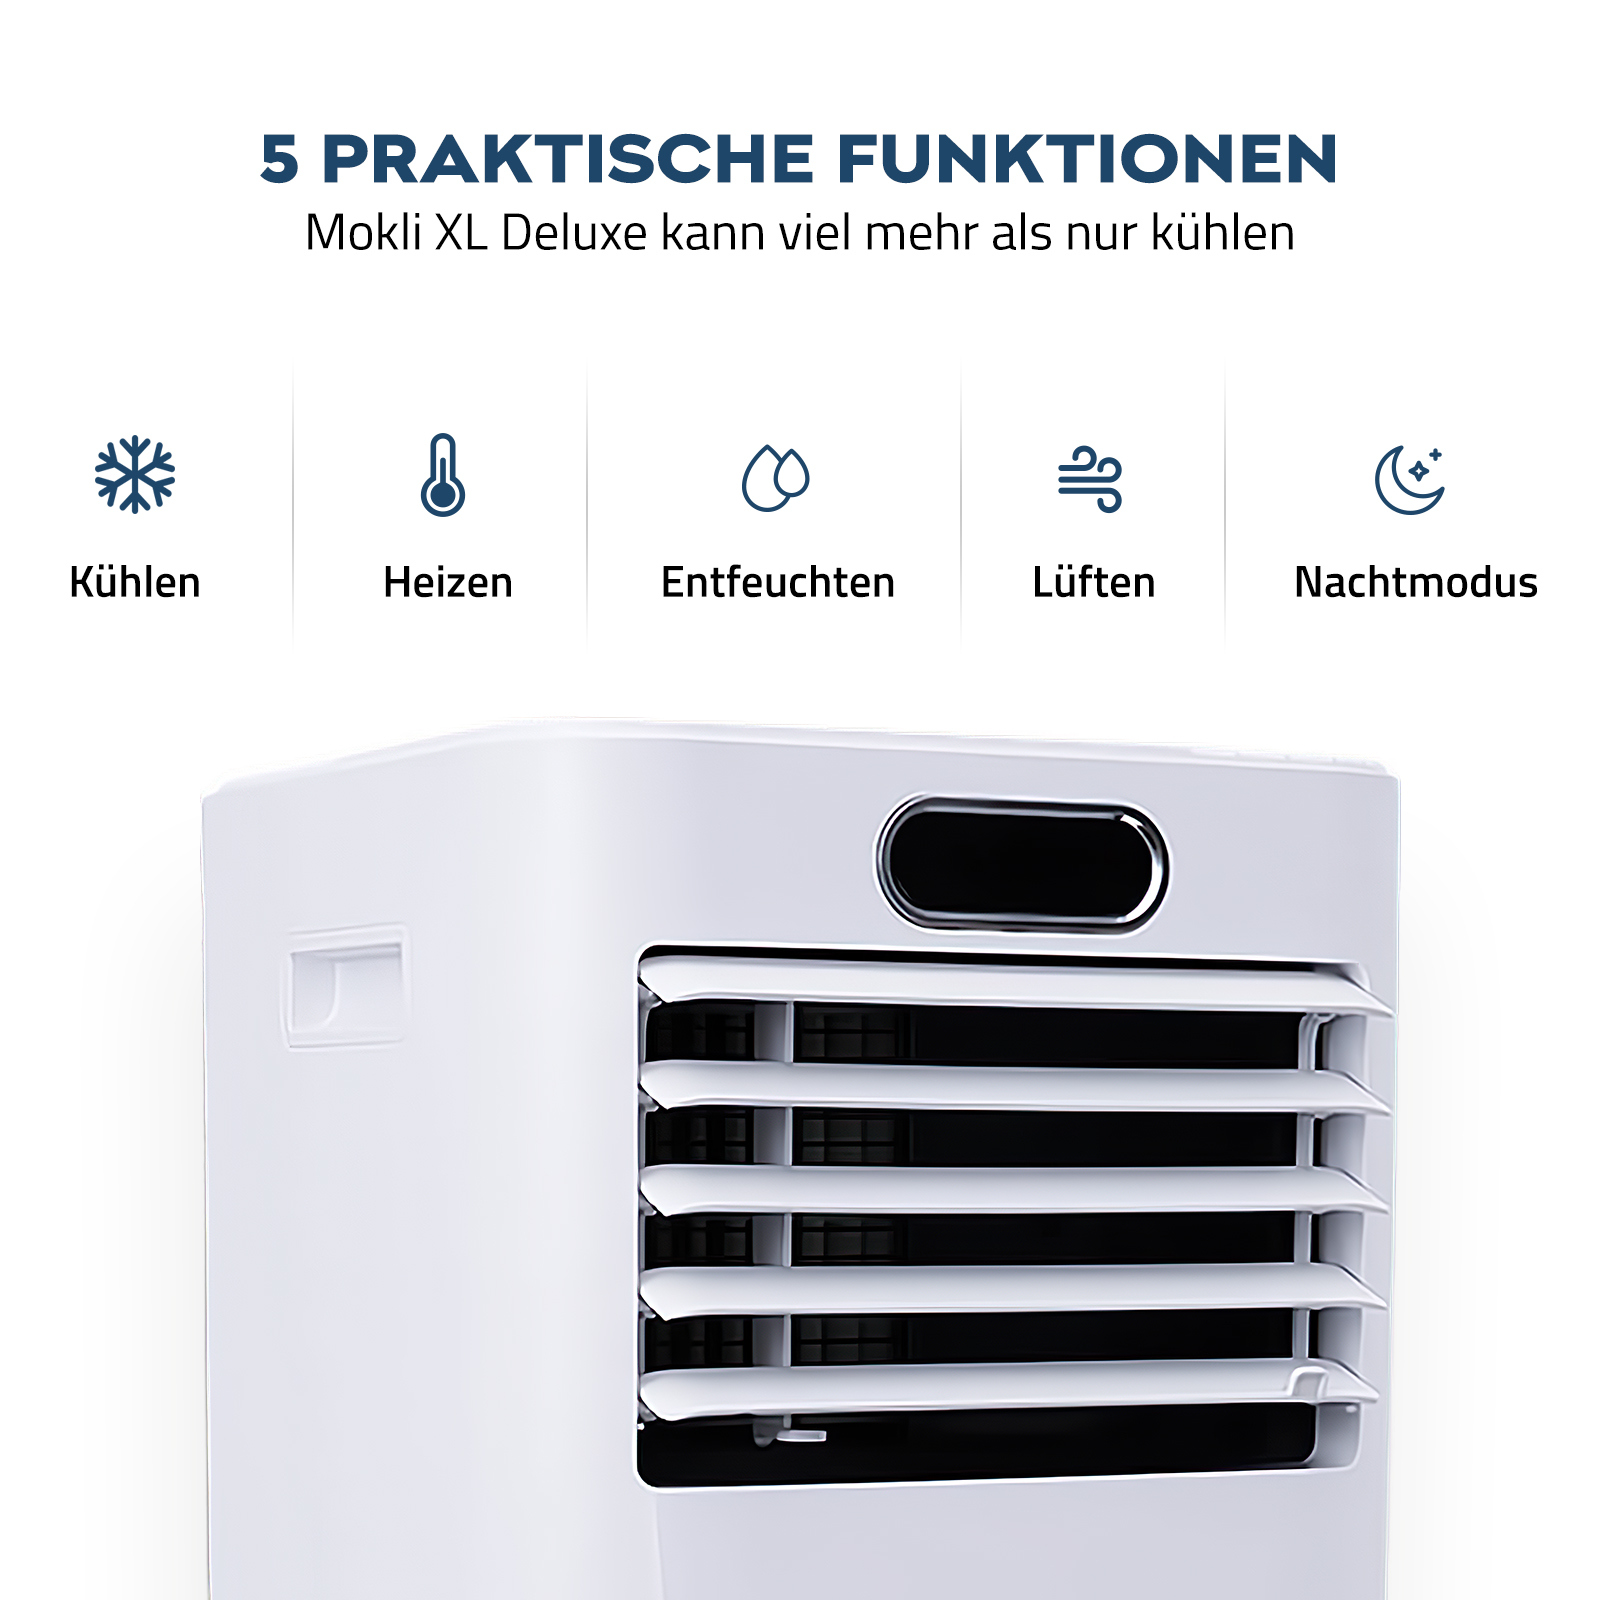 5 PRAKTISCHE FUNKTIONEN
Mokli XL Deluxe kann viel mehr als nur kühlen
Kühlen
Heizen
Entfeuchten
Lüften
Nachtmodus